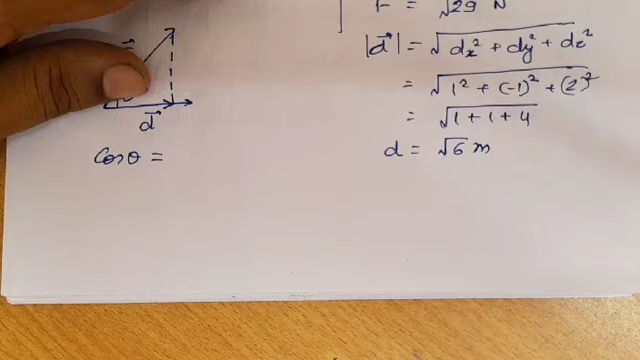 F = √29 N
|d⃗| = √dx² + dy² + dz²
= √1² + (-1)² + (2)²
= √1 + 1 + 4
d = √6 m
d⃗
cosθ =